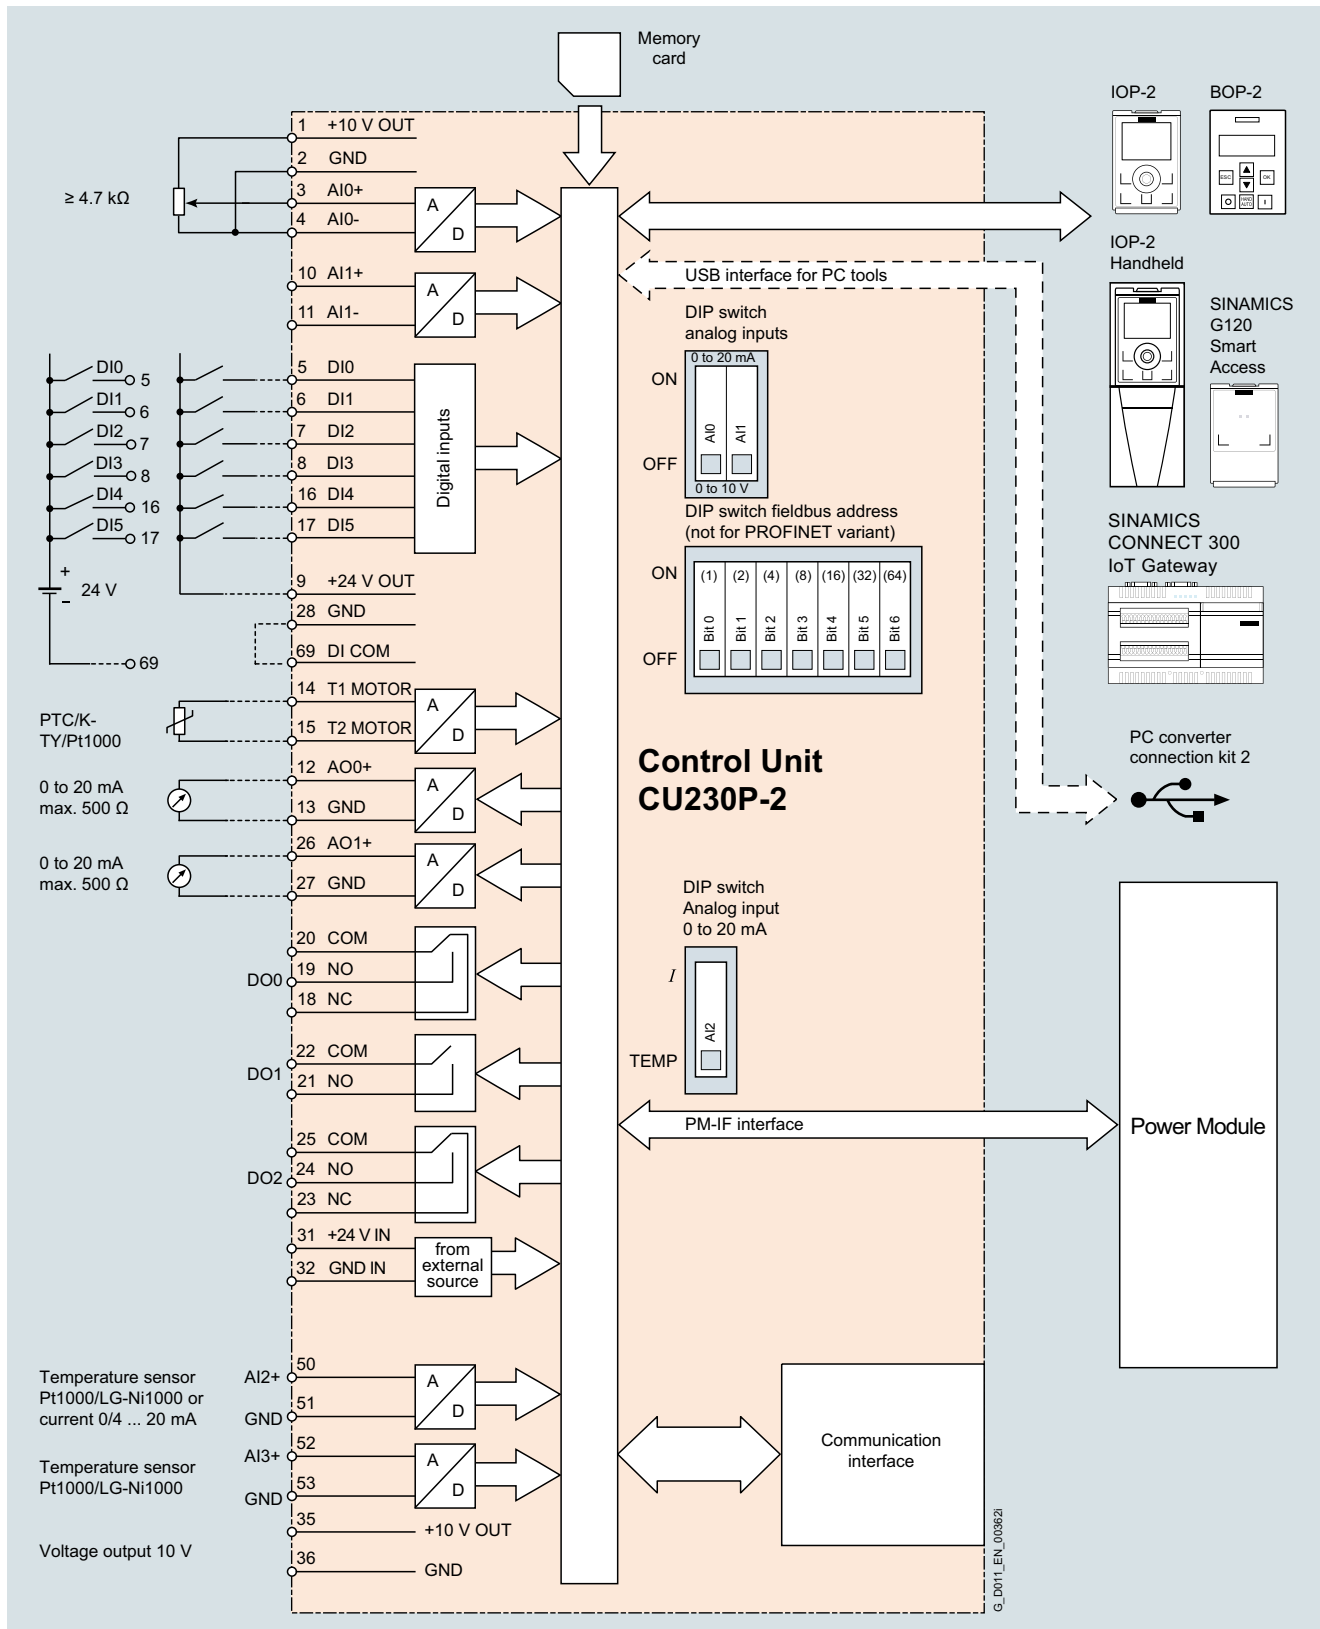 Memory
card
IOP-2
BOP-2
ESC
OK
HAND
AUTO
IOP-2
Handheld
SINAMICS
G120
Smart
Access
SINAMICS
CONNECT 300
IoT Gateway
PC converter
connection kit 2
1 +10 V OUT
2 GND
3 AI0+
4 AI0-
≥ 4.7 kΩ
A
D
10 AI1+
11 AI1-
A
D
USB interface for PC tools
DIP switch
analog inputs
0 to 20 mA
ON
AI0
AI1
OFF
0 to 10 V
DI0 5
DI1 6
DI2 7
DI3 8
DI4 16
DI5 17
+
24 V
–
69
5 DI0
6 DI1
7 DI2
8 DI3
16 DI4
17 DI5
Digital inputs
DIP switch fieldbus address
(not for PROFINET variant)
ON
(1) (2) (4) (8) (16) (32) (64)
Bit 0 Bit 1 Bit 2 Bit 3 Bit 4 Bit 5 Bit 6
OFF
9 +24 V OUT
28 GND
69 DI COM
14 T1 MOTOR
15 T2 MOTOR
A
D
PTC/K-
TY/Pt1000
Control Unit
CU230P-2
12 AO0+
13 GND
A
D
0 to 20 mA
max. 500 Ω
26 AO1+
27 GND
A
D
0 to 20 mA
max. 500 Ω
DIP switch
Analog input
0 to 20 mA
I
AI2
TEMP
DO0
20 COM
19 NO
18 NC
DO1
22 COM
21 NO
PM-IF interface
Power Module
DO2
25 COM
24 NO
23 NC
31 +24 V IN
32 GND IN
from
external
source
Temperature sensor
Pt1000/LG-Ni1000 or
current 0/4 ... 20 mA
AI2+ 50
GND 51
A
D
Temperature sensor
Pt1000/LG-Ni1000
AI3+ 52
GND 53
A
D
Communication
interface
Voltage output 10 V
35 +10 V OUT
36 GND
G_D011_EN_00362i